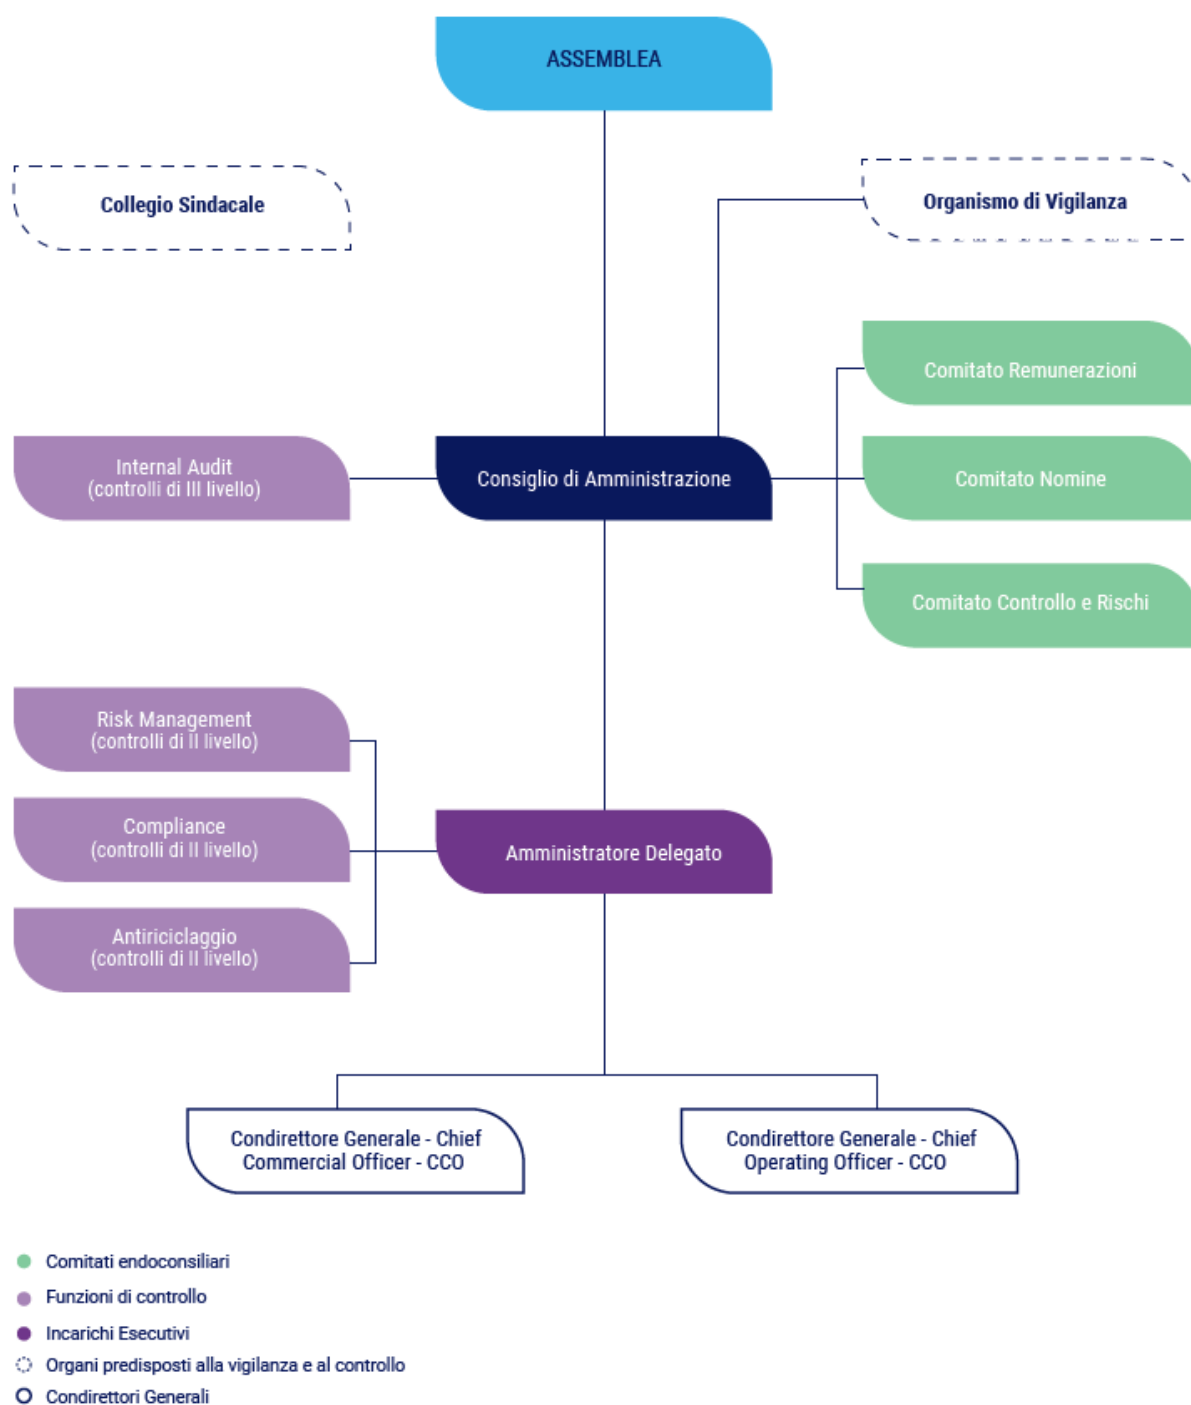 ASSEMBLEA
Collegio Sindacale
Organismo di Vigilanza
Comitato Remunerazioni
Internal Audit
(controlli di III livello)
Consiglio di Amministrazione
Comitato Nomine
Comitato Controllo e Rischi
Risk Management
(controlli di II livello)
Compliance
(controlli di II livello)
Amministratore Delegato
Antiriciclaggio
(controlli di II livello)
Condirettore Generale - Chief
Commercial Officer - CCO
Condirettore Generale - Chief
Operating Officer - CCO
Comitati endoconsiliari
Funzioni di controllo
Incarichi Esecutivi
Organi predisposti alla vigilanza e al controllo
Condirettori Generali